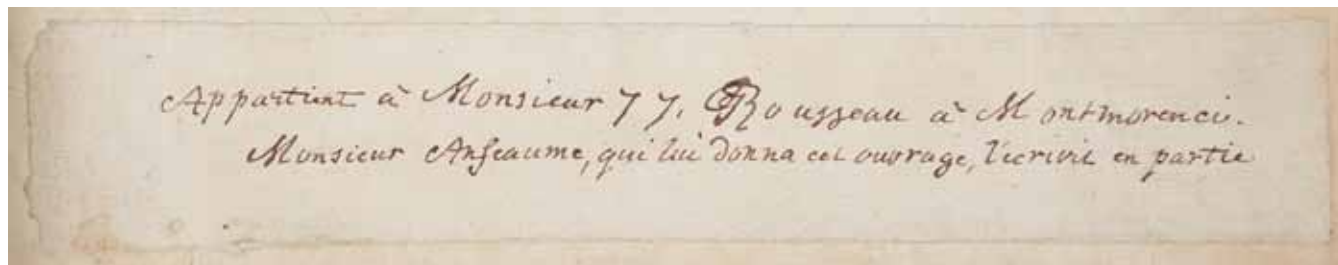 Appartient à Monsieur J J. Rousseau à Montmorenci.
Monsieur Anseaume, qui lui donna cet ouvrage, l'ecrivit en partie